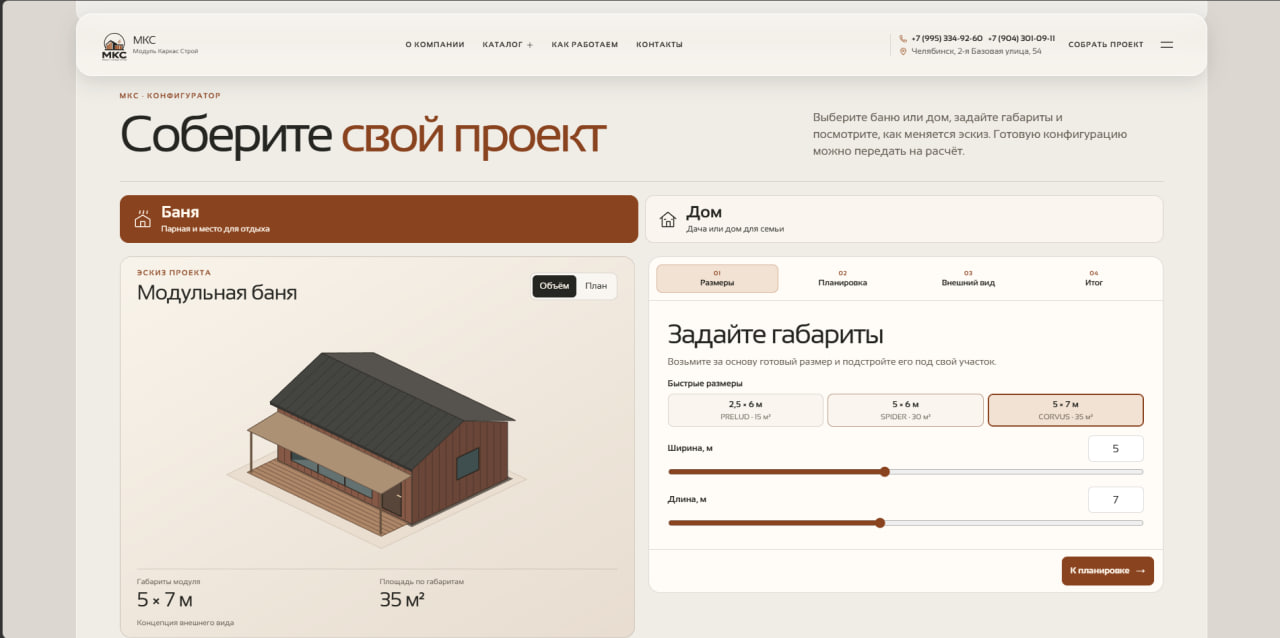 МКС
МКС
Модуль Каркас Строй
О КОМПАНИИ
КАТАЛОГ +
КАК РАБОТАЕМ
КОНТАКТЫ
+7 (995) 334-92-60 +7 (904) 301-09-11
Челябинск, 2-я Базовая улица, 54
СОБРАТЬ ПРОЕКТ
МКС · КОНФИГУРАТОР
Соберите свой проект
Выберите баню или дом, задайте габариты и
посмотрите, как меняется эскиз. Готовую конфигурацию
можно передать на расчёт.
Баня
Парная и место для отдыха
Дом
Дача или дом для семьи
ЭСКИЗ ПРОЕКТА
Модульная баня
Объём
План
Габариты модуля
5 × 7 м
Площадь по габаритам
35 м²
Концепция внешнего вида
01
Размеры
02
Планировка
03
Внешний вид
04
Итог
Задайте габариты
Возьмите за основу готовый размер и подстройте его под свой участок.
Быстрые размеры
2,5 × 6 м
PRELUD · 15 м²
5 × 6 м
SPIDER · 30 м²
5 × 7 м
CORVUS · 35 м²
Ширина, м
5
Длина, м
7
К планировке →